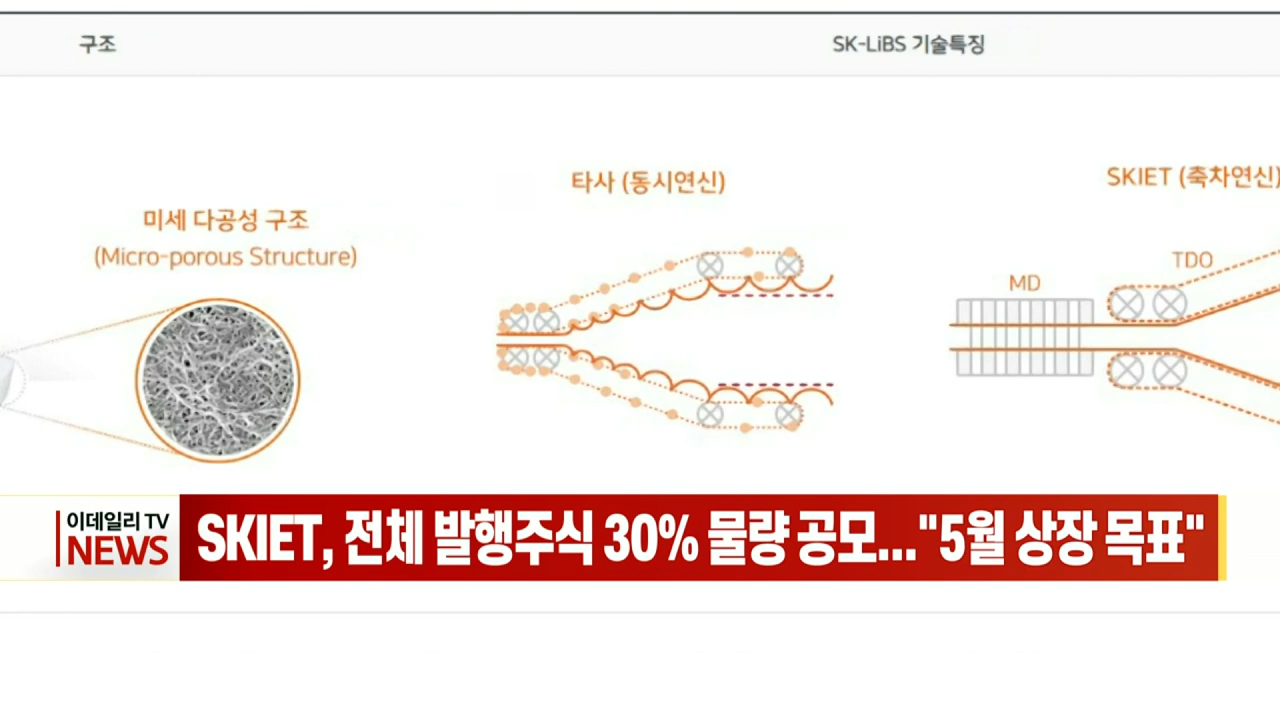 구조
SK-LiBS 기술특징
타사 (동시연신)
SKIET (축차연신)
미세 다공성 구조
(Micro-porous Structure)
TDO
MD
이데일리 TV
NEWS
SKIET, 전체 발행주식 30% 물량 공모..."5월 상장 목표"